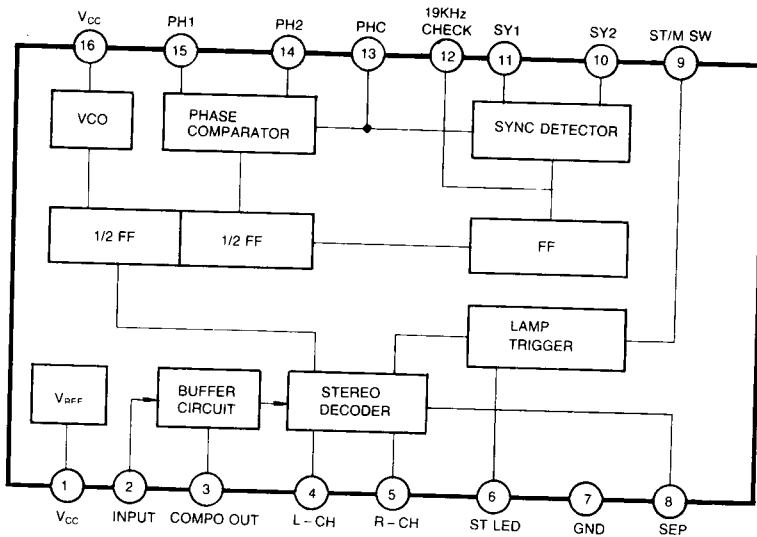 VCC PH1 PH2 PHC 19KHz CHECK SY1 SY2 ST/M SW
16 15 14 13 12 11 10 9
VCO
PHASE COMPARATOR
SYNC DETECTOR
1/2 FF 1/2 FF FF
LAMP TRIGGER
VREF
BUFFER CIRCUIT
STEREO DECODER
1 2 3 4 5 6 7 8
VCC INPUT COMPO OUT L-CH R-CH ST LED GND SEP